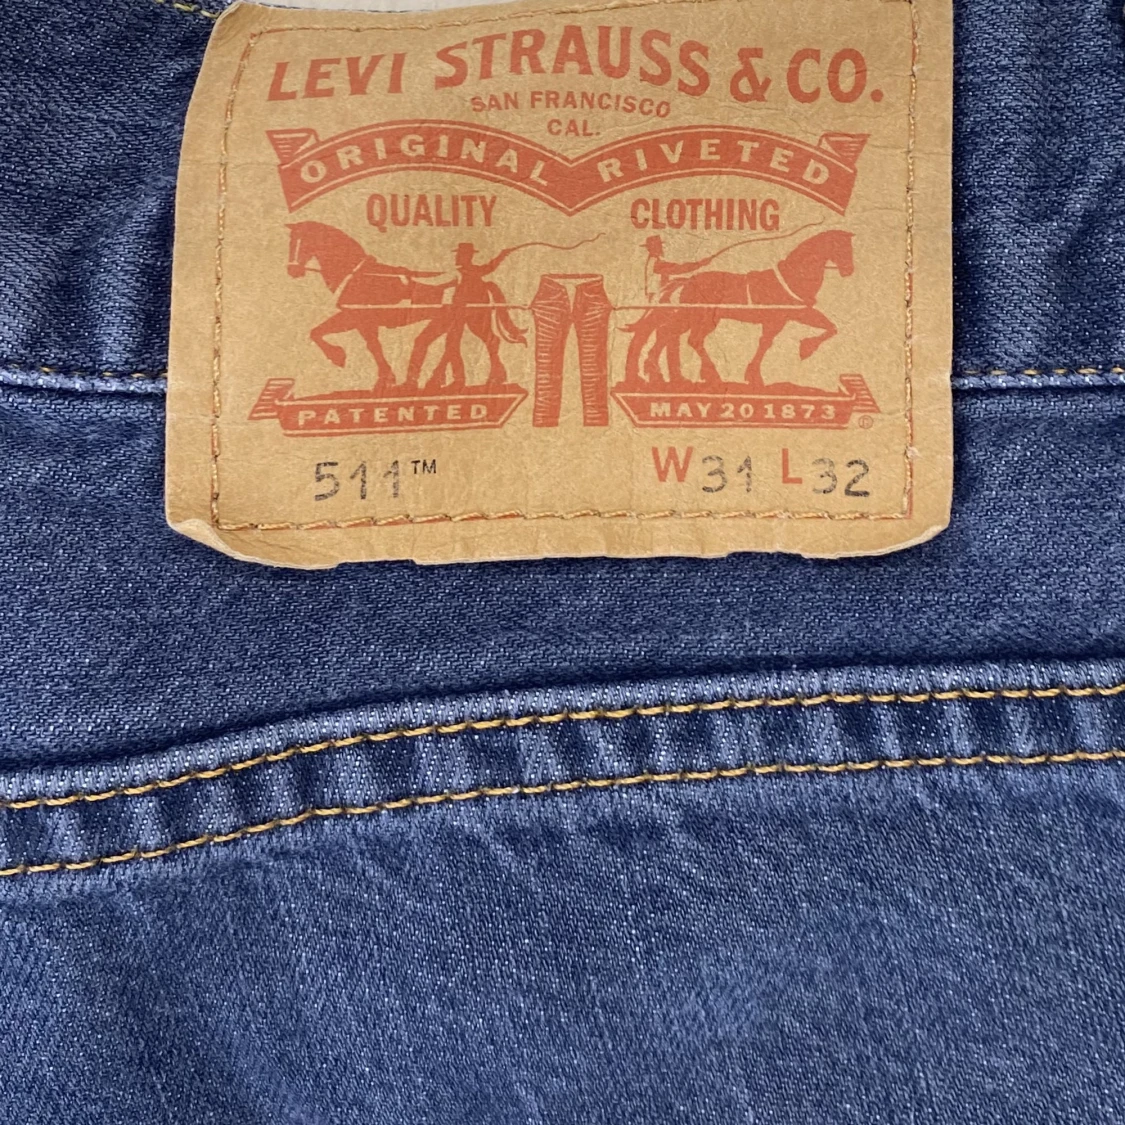 LEVI STRAUSS & CO.
SAN FRANCISCO
CAL.
ORIGINAL RIVETED
QUALITY CLOTHING
PATENTED MAY 20 1873 ®
511™ W31 L32